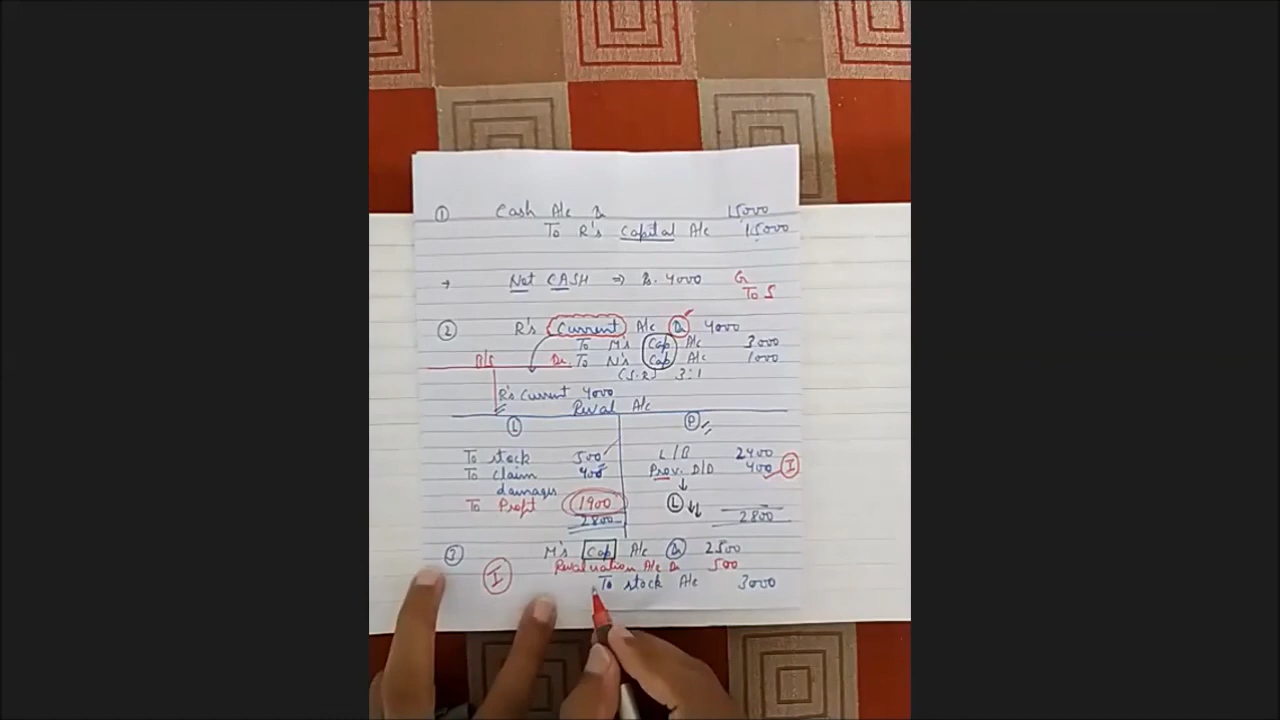 ① Cash A/c Dr 15000
To R's Capital A/c 15000
→ Not CASH ⇒ Rs. 4000 G
To S
② R's Current A/c Dr 4000
To M's Cap A/c 3000
B/S Dr. To N's Cap A/c 1000
(S.R) 3:1
R's Current 4000
Reval A/c
L P
To stock 500 L/B 2400
To claim 400 Prov. D/D 400 I
damages
To Profit 1900 L
2800 2800
③ M's Cap A/c Dr 2500
I Revaluation A/c Dr 500
To stock A/c 3000